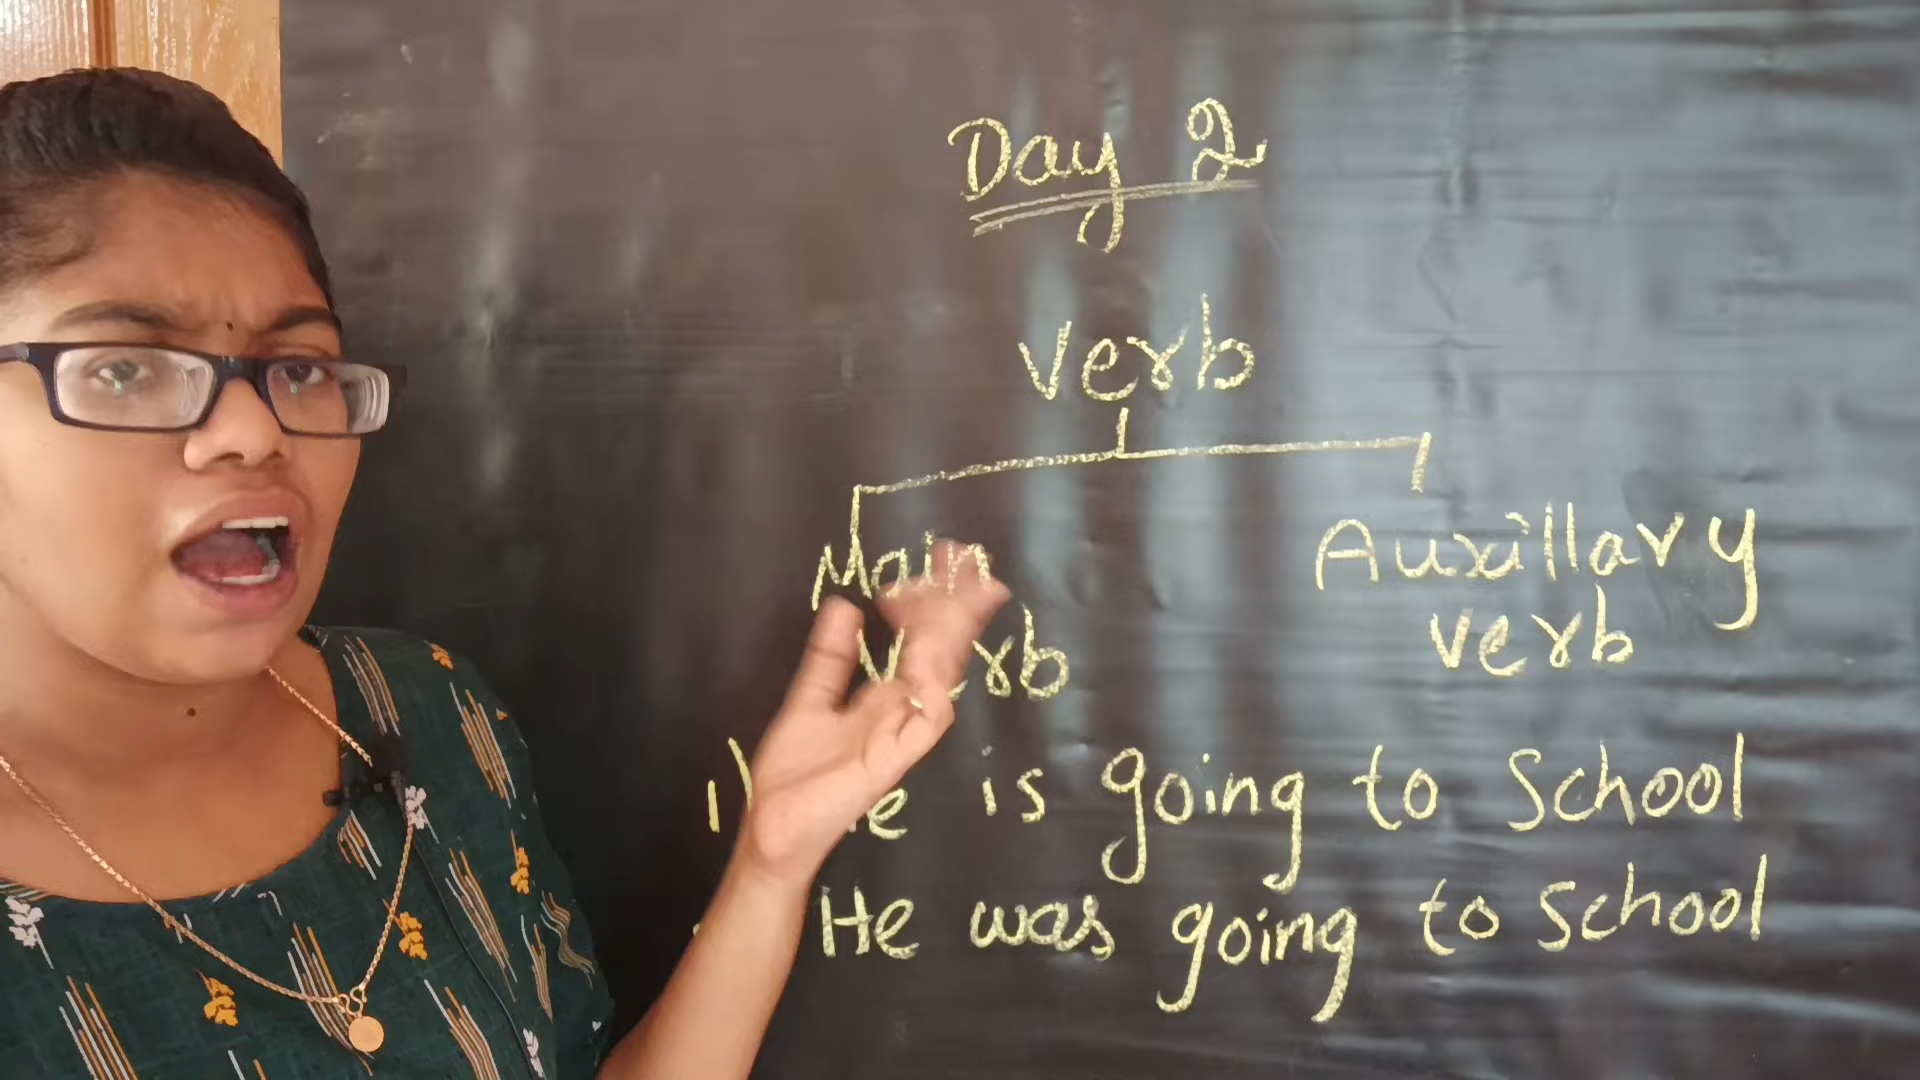 Day 2
Verb
Main
Auxillary
verb
is going to School
He was going to School